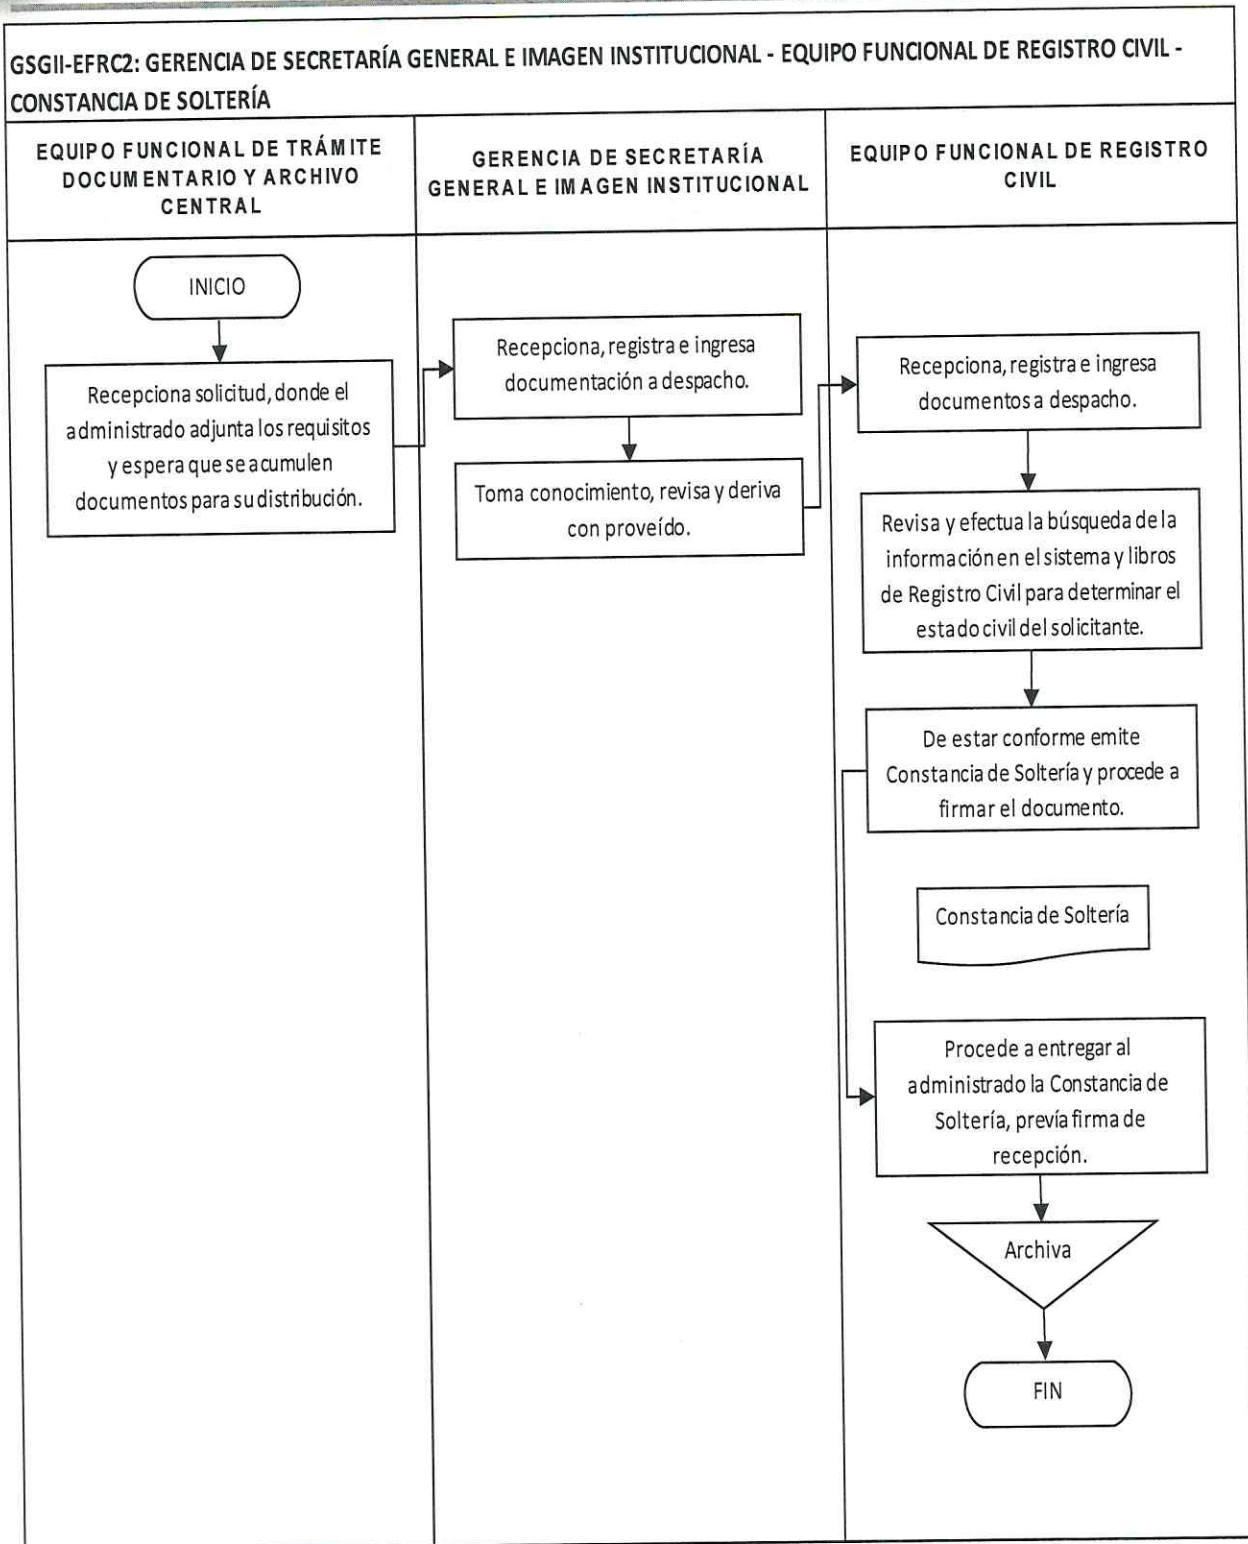 GSGII-EFRC2: GERENCIA DE SECRETARÍA GENERAL E IMAGEN INSTITUCIONAL - EQUIPO FUNCIONAL DE REGISTRO CIVIL -
CONSTANCIA DE SOLTERÍA
EQUIPO FUNCIONAL DE TRÁMITE
DOCUMENTARIO Y ARCHIVO
CENTRAL
GERENCIA DE SECRETARÍA
GENERAL E IMAGEN INSTITUCIONAL
EQUIPO FUNCIONAL DE REGISTRO
CIVIL
INICIO
Recepciona solicitud, donde el
administrado adjunta los requisitos
y espera que se acumulen
documentos para su distribución.
Recepciona, registra e ingresa
documentación a despacho.
Toma conocimiento, revisa y deriva
con proveído.
Recepciona, registra e ingresa
documentos a despacho.
Revisa y efectua la búsqueda de la
información en el sistema y libros
de Registro Civil para determinar el
estado civil del solicitante.
De estar conforme emite
Constancia de Soltería y procede a
firmar el documento.
Constancia de Soltería
Procede a entregar al
administrado la Constancia de
Soltería, previa firma de
recepción.
Archiva
FIN